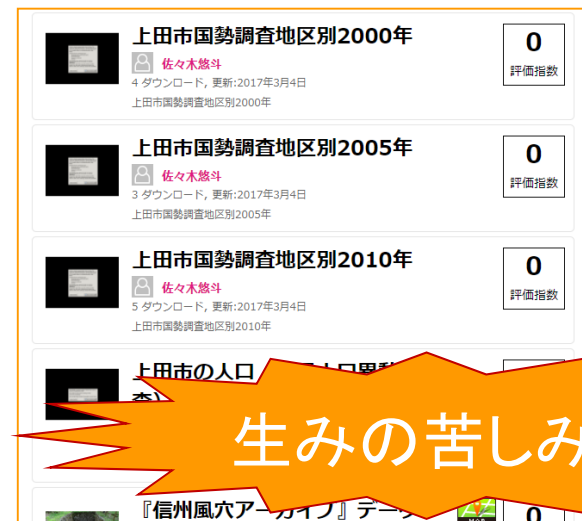 上田市国勢調査地区別2000年
佐々木悠斗
4 ダウンロード, 更新:2017年3月4日
上田市国勢調査地区別2000年
0
評価指数
上田市国勢調査地区別2005年
佐々木悠斗
3 ダウンロード, 更新:2017年3月4日
上田市国勢調査地区別2005年
0
評価指数
上田市国勢調査地区別2010年
佐々木悠斗
5 ダウンロード, 更新:2017年3月4日
上田市国勢調査地区別2010年
0
評価指数
上田市の人口
生みの苦しみ
『信州風穴アーカイブ』データ
MAP
0